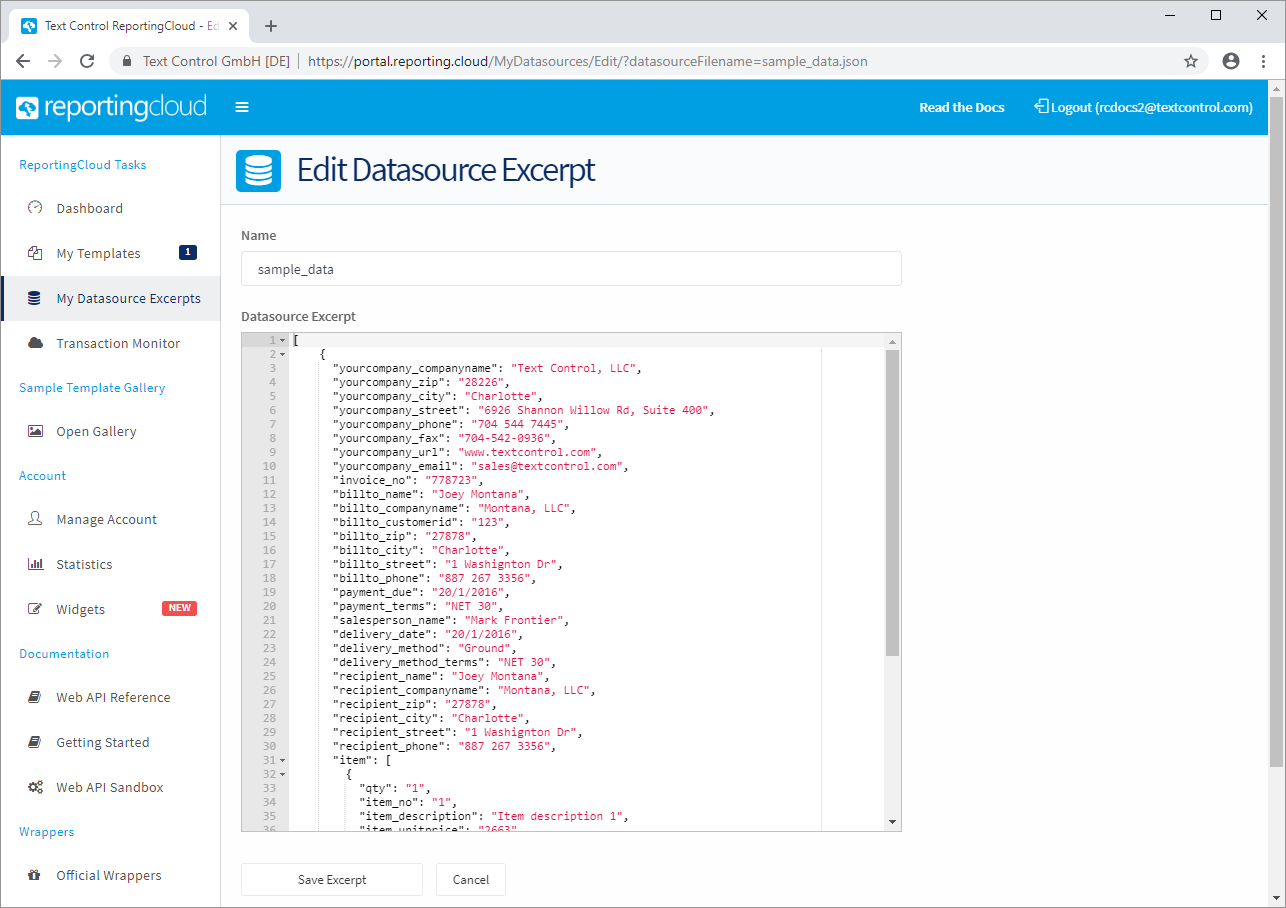 Text Control ReportingCloud - Ed
Text Control GmbH [DE] | https://portal.reporting.cloud/MyDatasources/Edit/?datasourceFilename=sample_data.json
reportingcloud
Read the Docs
Logout (rcdocs2@textcontrol.com)
ReportingCloud Tasks
Dashboard
My Templates 1
My Datasource Excerpts
Transaction Monitor
Sample Template Gallery
Open Gallery
Account
Manage Account
Statistics
Widgets NEW
Documentation
Web API Reference
Getting Started
Web API Sandbox
Wrappers
Official Wrappers
Edit Datasource Excerpt
Name
sample_data
Datasource Excerpt
1 [
2 {
3 "yourcompany_companyname": "Text Control, LLC",
4 "yourcompany_zip": "28226",
5 "yourcompany_city": "Charlotte",
6 "yourcompany_street": "6926 Shannon Willow Rd, Suite 400",
7 "yourcompany_phone": "704 544 7445",
8 "yourcompany_fax": "704-542-0936",
9 "yourcompany_url": "www.textcontrol.com",
10 "yourcompany_email": "sales@textcontrol.com",
11 "invoice_no": "778723",
12 "billto_name": "Joey Montana",
13 "billto_companyname": "Montana, LLC",
14 "billto_customerid": "123",
15 "billto_zip": "27878",
16 "billto_city": "Charlotte",
17 "billto_street": "1 Washignton Dr",
18 "billto_phone": "887 267 3356",
19 "payment_due": "20/1/2016",
20 "payment_terms": "NET 30",
21 "salesperson_name": "Mark Frontier",
22 "delivery_date": "20/1/2016",
23 "delivery_method": "Ground",
24 "delivery_method_terms": "NET 30",
25 "recipient_name": "Joey Montana",
26 "recipient_companyname": "Montana, LLC",
27 "recipient_zip": "27878",
28 "recipient_city": "Charlotte",
29 "recipient_street": "1 Washignton Dr",
30 "recipient_phone": "887 267 3356",
31 "item": [
32 {
33 "qty": "1",
34 "item_no": "1",
35 "item_description": "Item description 1",
36 "item_unitprice": "2663",
Save Excerpt
Cancel